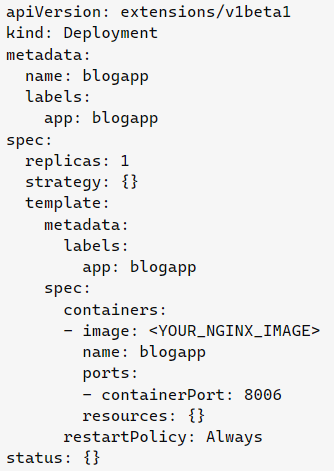 apiVersion: extensions/v1beta1
kind: Deployment
metadata:
  name: blogapp
  labels:
    app: blogapp
spec:
  replicas: 1
  strategy: {}
  template:
    metadata:
      labels:
        app: blogapp
    spec:
      containers:
      - image: <YOUR_NGINX_IMAGE>
        name: blogapp
        ports:
        - containerPort: 8006
        resources: {}
      restartPolicy: Always
status: {}